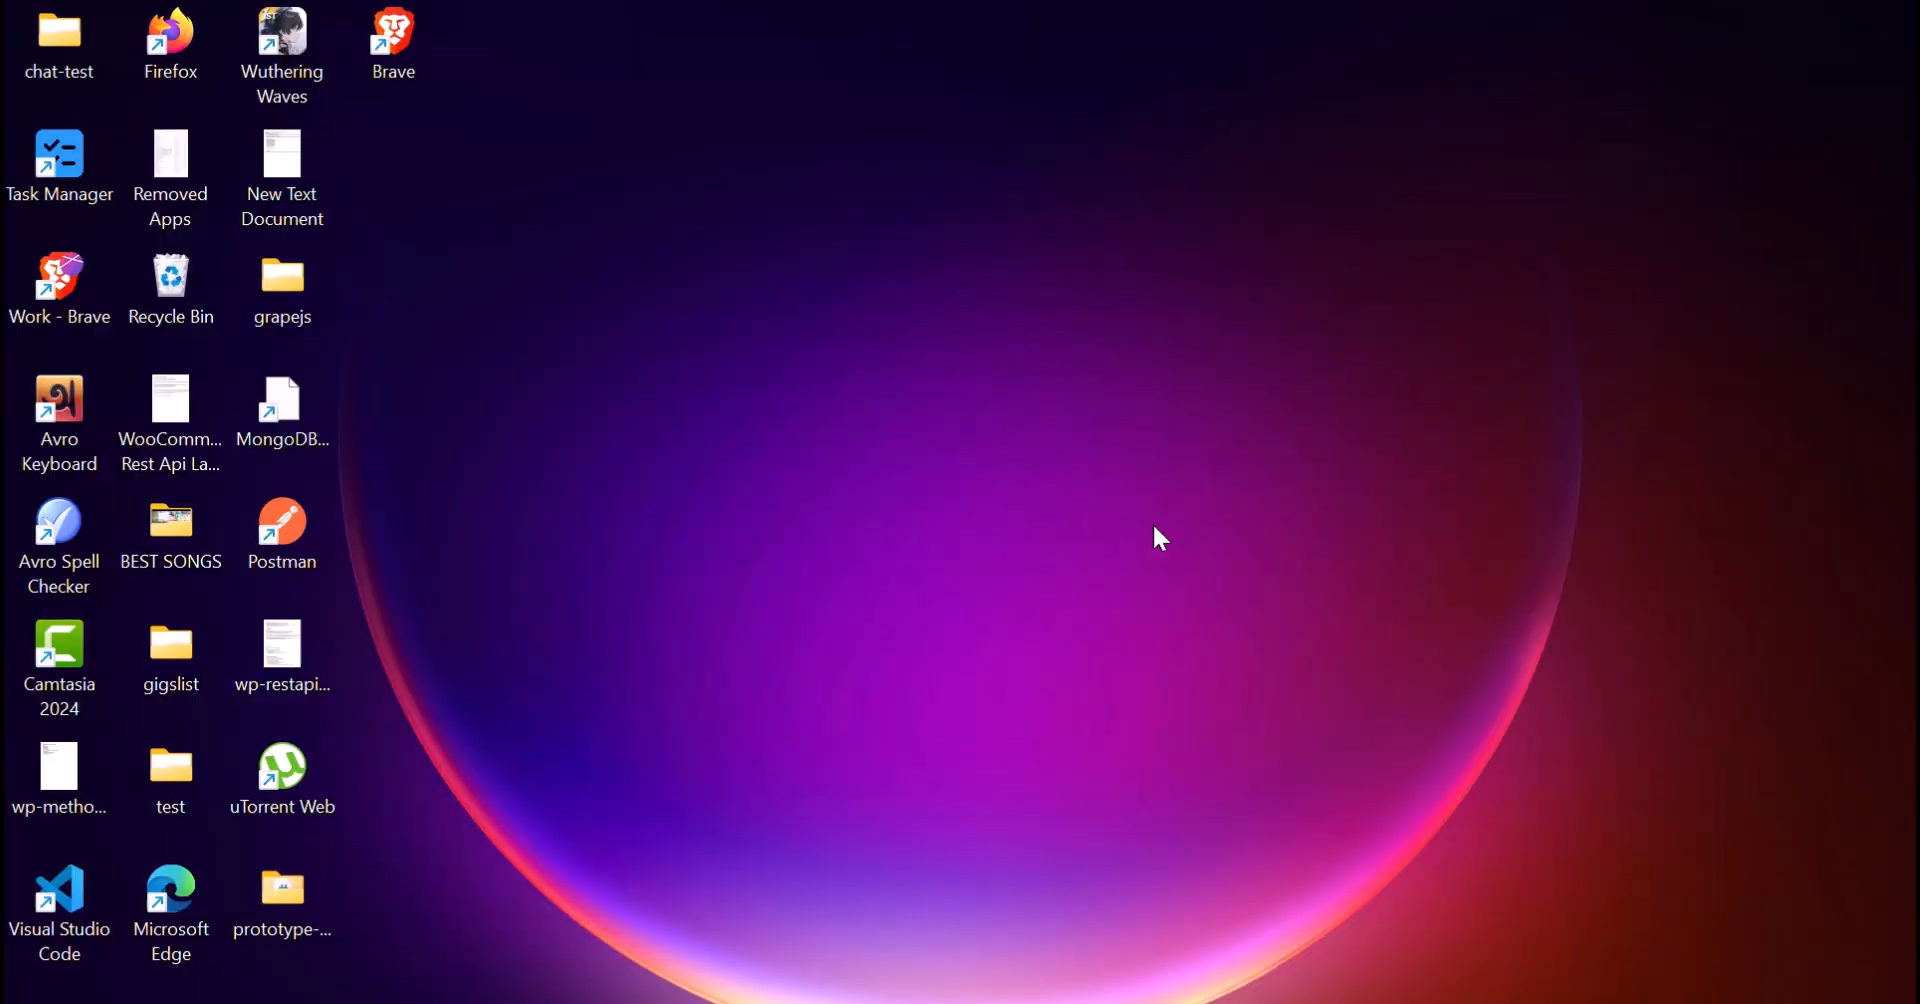 chat-test
Firefox
Wuthering
Waves
Brave
Task Manager
Removed
Apps
New Text
Document
Work - Brave
Recycle Bin
grapejs
Avro
Keyboard
WooComm...
Rest Api La...
MongoDB...
Avro Spell
Checker
BEST SONGS
Postman
Camtasia
2024
gigslist
wp-restapi...
wp-metho...
test
uTorrent Web
Visual Studio
Code
Microsoft
Edge
prototype-...